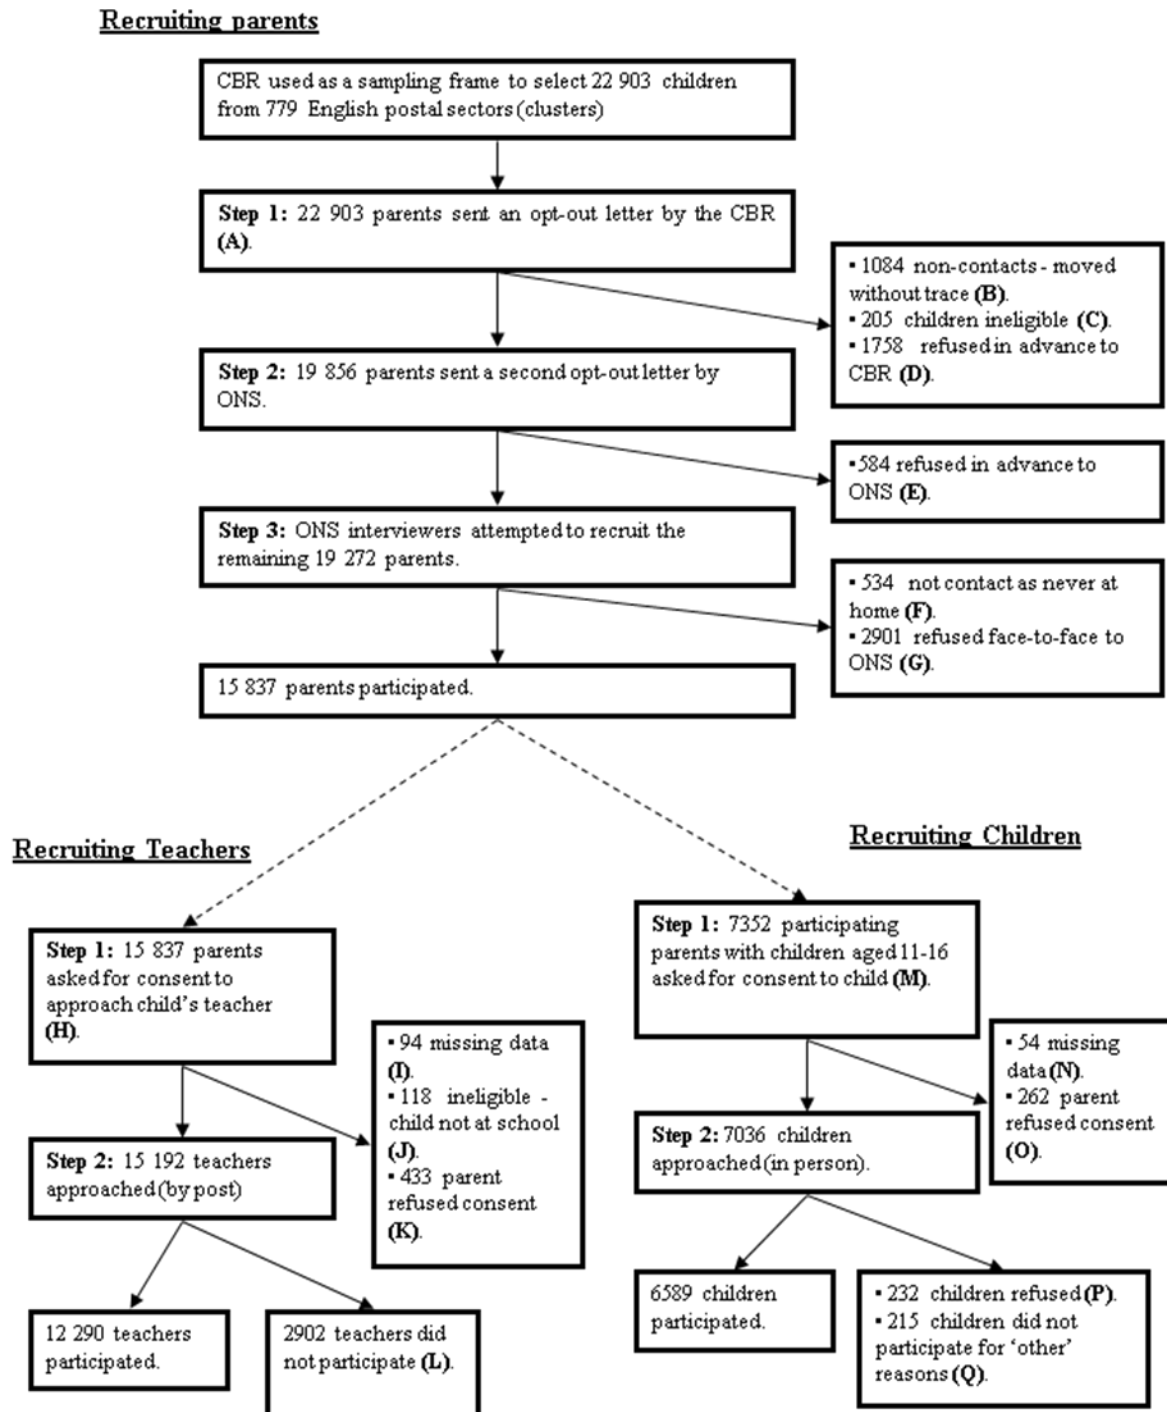 Recruiting parents
CBR used as a sampling frame to select 22 903 children
from 779 English postal sectors (clusters)
Step 1: 22 903 parents sent an opt-out letter by the CBR
(A).
▪ 1084 non-contacts - moved
without trace (B).
▪ 205 children ineligible (C).
▪ 1758 refused in advance to
CBR (D).
Step 2: 19 856 parents sent a second opt-out letter by
ONS.
▪584 refused in advance to
ONS (E).
Step 3: ONS interviewers attempted to recruit the
remaining 19 272 parents.
▪ 534 not contact as never at
home (F).
▪ 2901 refused face-to-face to
ONS (G).
15 837 parents participated.
Recruiting Teachers
Step 1: 15 837 parents
asked for consent to
approach child's teacher
(H).
▪ 94 missing data
(I).
▪ 118 ineligible -
child not at school
(J).
▪ 433 parent
refused consent
(K).
Step 2: 15 192 teachers
approached (by post)
12 290 teachers
participated.
2902 teachers did
not participate (L).
Recruiting Children
Step 1: 7352 participating
parents with children aged 11-16
asked for consent to child (M).
▪ 54 missing
data (N).
▪ 262 parent
refused consent
(O).
Step 2: 7036 children
approached (in person).
6589 children
participated.
▪ 232 children refused (P).
▪ 215 children did not
participate for 'other'
reasons (Q).